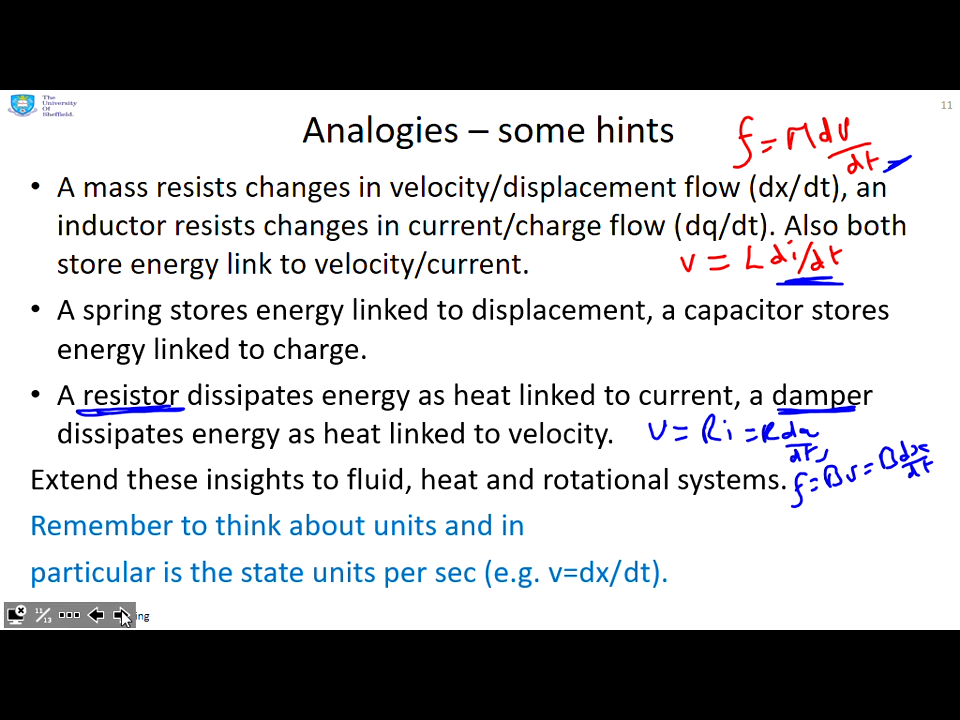 The
University
Of
Sheffield.
11
Analogies – some hints
f = M dv/dt
• A mass resists changes in velocity/displacement flow (dx/dt), an
inductor resists changes in current/charge flow (dq/dt). Also both
store energy link to velocity/current.
v = L di/dt
• A spring stores energy linked to displacement, a capacitor stores
energy linked to charge.
• A resistor dissipates energy as heat linked to current, a damper
dissipates energy as heat linked to velocity.
v = Ri = R dq/dt,
f = Bv = B dx/dt
Extend these insights to fluid, heat and rotational systems.
Remember to think about units and in
particular is the state units per sec (e.g. v=dx/dt).
11/13
ing